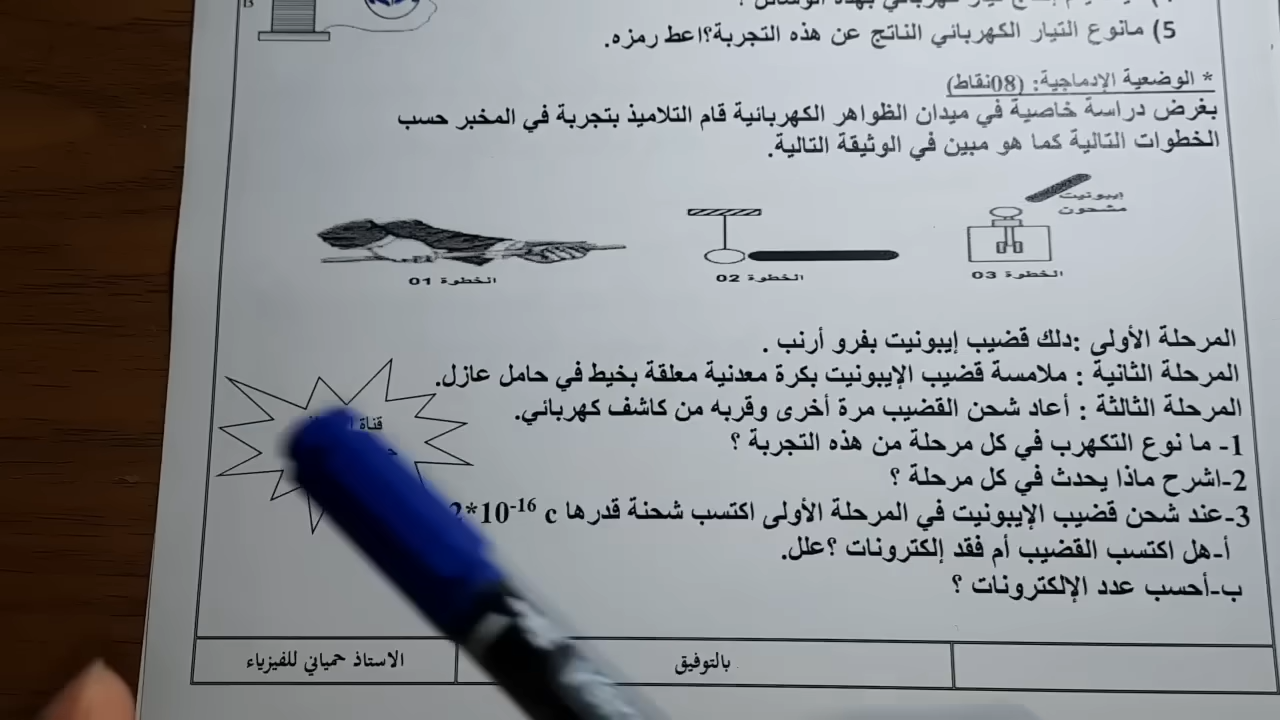 5) مانوع التيار الكهربائي الناتج عن هذه التجربة؟اعط رمزه.
* الوضعية الإدماجية: (08نقاط)
بغرض دراسة خاصية في ميدان الظواهر الكهربائية قام التلاميذ بتجربة في المخبر حسب
الخطوات التالية كما هو مبين في الوثيقة التالية.
إيبونيت
مشحون
الخطوة 03
الخطوة 02
الخطوة 01
المرحلة الأولى :دلك قضيب إيبونيت بفرو أرنب .
المرحلة الثانية : ملامسة قضيب الإيبونيت بكرة معدنية معلقة بخيط في حامل عازل.
المرحلة الثالثة : أعاد شحن القضيب مرة أخرى وقربه من كاشف كهربائي.
قناة
1- ما نوع التكهرب في كل مرحلة من هذه التجربة ؟
2-اشرح ماذا يحدث في كل مرحلة ؟
3-عند شحن قضيب الإيبونيت في المرحلة الأولى اكتسب شحنة قدرها 2*10⁻¹⁶ c
أ-هل اكتسب القضيب أم فقد إلكترونات ؟علل.
ب-أحسب عدد الإلكترونات ؟
بالتوفيق
الاستاذ حمياني للفيزياء